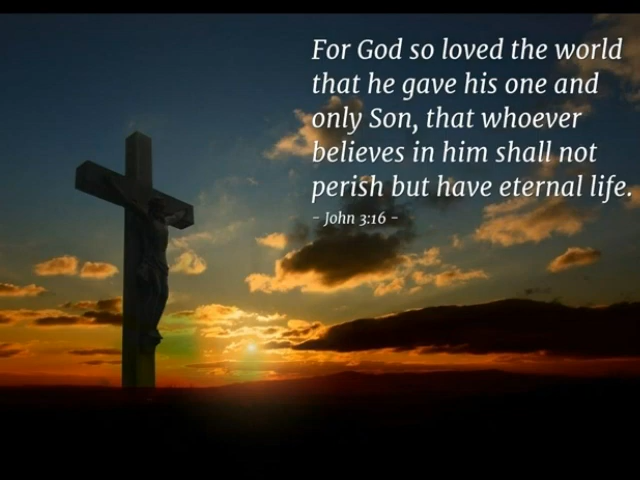 For God so loved the world
that he gave his one and
only Son, that whoever
believes in him shall not
perish but have eternal life.
- John 3:16 -